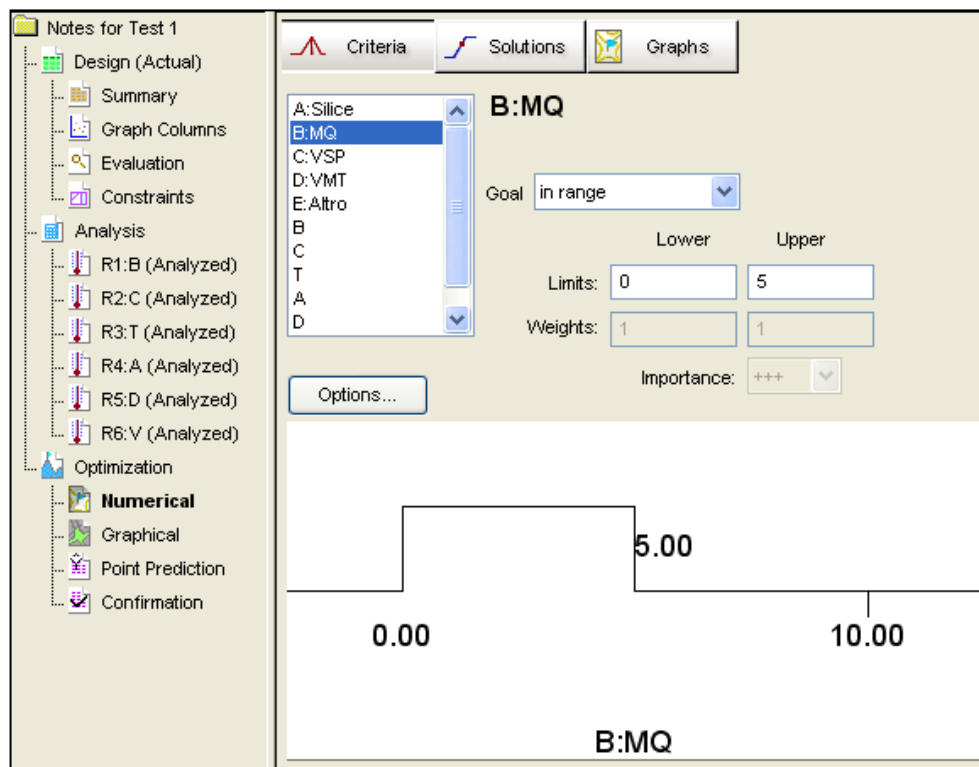 Notes for Test 1
Design (Actual)
Summary
Graph Columns
Evaluation
Constraints
Analysis
R1:B (Analyzed)
R2:C (Analyzed)
R3:T (Analyzed)
R4:A (Analyzed)
R5:D (Analyzed)
R6:V (Analyzed)
Optimization
Numerical
Graphical
Point Prediction
Confirmation
Criteria
Solutions
Graphs
A:Silice
B:MQ
C:VSP
D:VMT
E:Altro
B
C
T
A
D
B:MQ
Goal in range
Lower Upper
Limits: 0 5
Weights: 1 1
Importance: +++
Options...
5.00
0.00 10.00
B:MQ